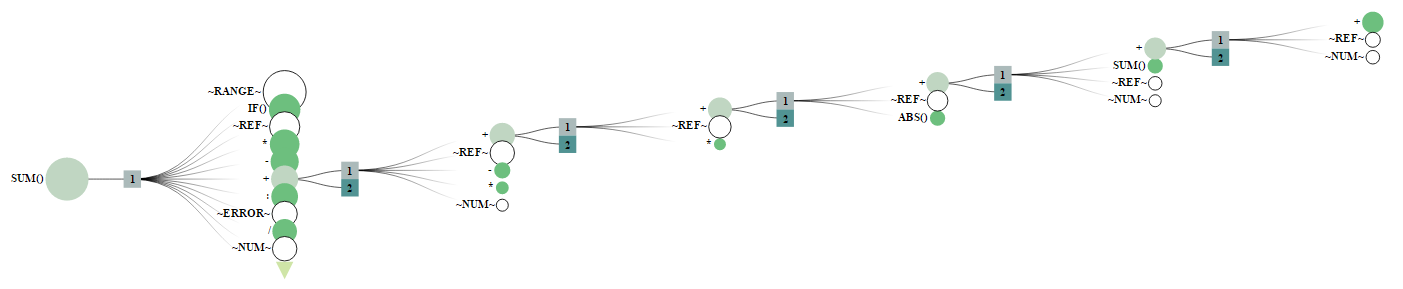 SUM()
1
~RANGE~
IF()
~REF~
*
-
+
:
~ERROR~
/
~NUM~
1
2
+
~REF~
-
*
~NUM~
1
2
+
~REF~
*
1
2
+
~REF~
ABS()
1
2
+
SUM()
~REF~
~NUM~
1
2
+
~REF~
~NUM~